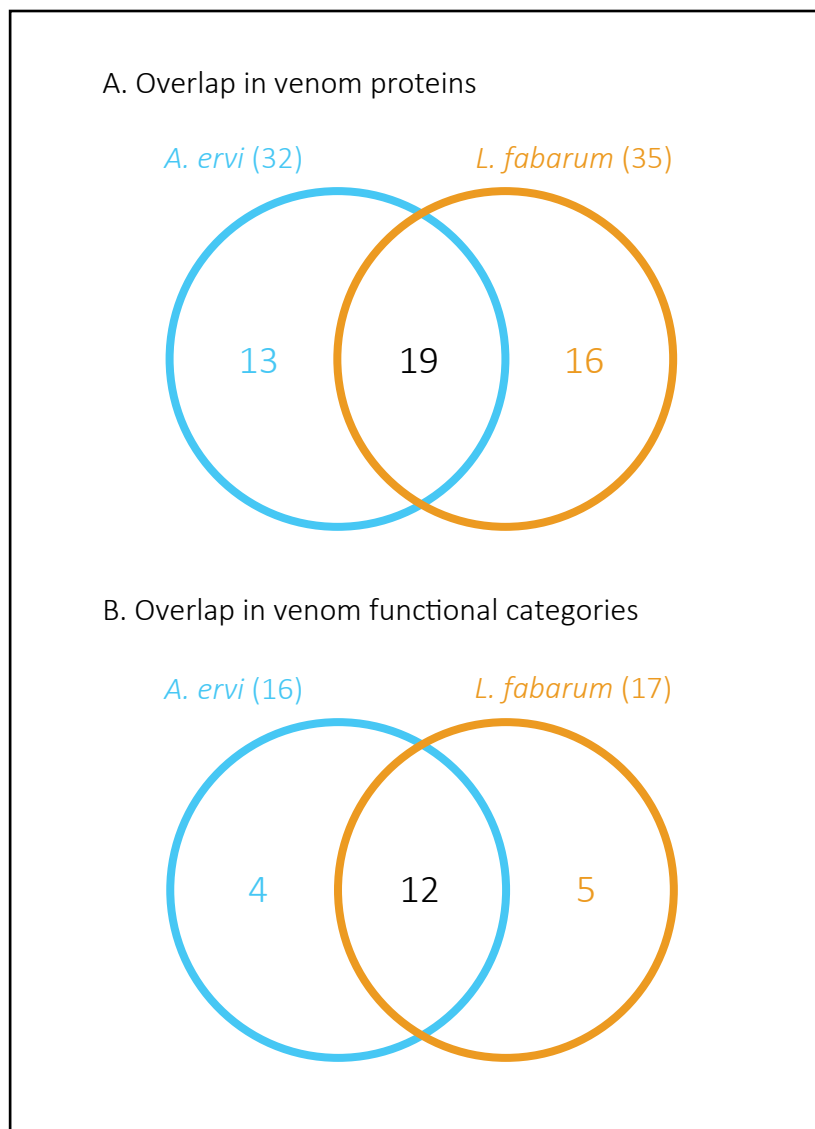 A. Overlap in venom proteins
A. ervi (32) L. fabarum (35)
13 19 16
B. Overlap in venom functional categories
A. ervi (16) L. fabarum (17)
4 12 5